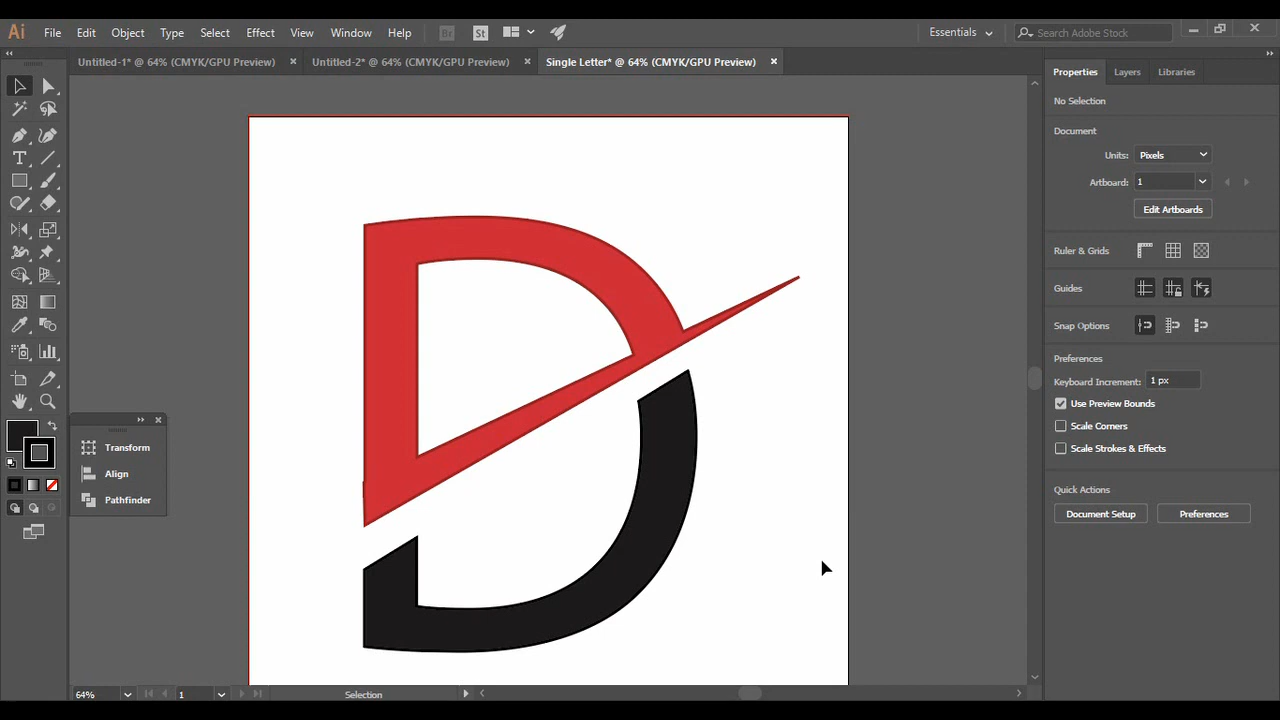 Ai File Edit Object Type Select Effect View Window Help Br St Essentials Search Adobe Stock
Untitled-1* @ 64% (CMYK/GPU Preview) Untitled-2* @ 64% (CMYK/GPU Preview) Single Letter* @ 64% (CMYK/GPU Preview)
Properties Layers Libraries
No Selection
Document
Units: Pixels
Artboard: 1
Edit Artboards
Ruler & Grids
Guides
Snap Options
Preferences
Keyboard Increment: 1 px
Use Preview Bounds
Scale Corners
Scale Strokes & Effects
Quick Actions
Document Setup Preferences
Transform
Align
Pathfinder
D
64% 1 Selection